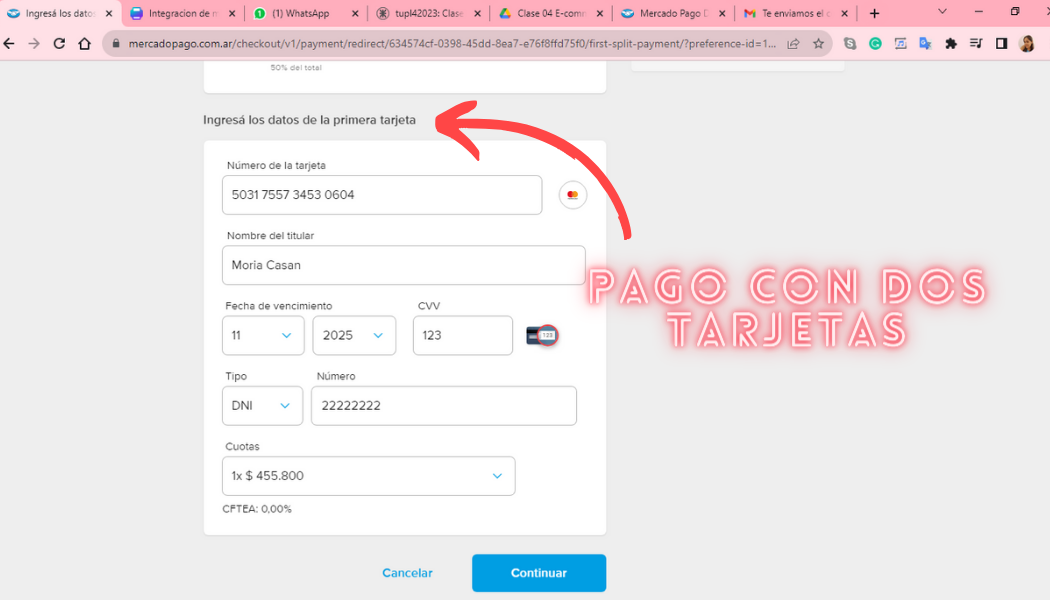 Ingresá los datos
Integracion de m
(1) WhatsApp
tupl42023: Clase
Clase 04 E-comm
Mercado Pago D
Te enviamos el c
mercadopago.com.ar/checkout/v1/payment/redirect/634574cf-0398-45dd-8ea7-e76f8ffd75f0/first-split-payment/?preference-id=1...
50% del total
Ingresá los datos de la primera tarjeta
Número de la tarjeta
5031 7557 3453 0604
Nombre del titular
Moria Casan
PAGO CON DOS
TARJETAS
Fecha de vencimiento CVV
11 2025 123 123
Tipo Número
DNI 22222222
Cuotas
1x $ 455.800
CFTEA: 0,00%
Cancelar Continuar